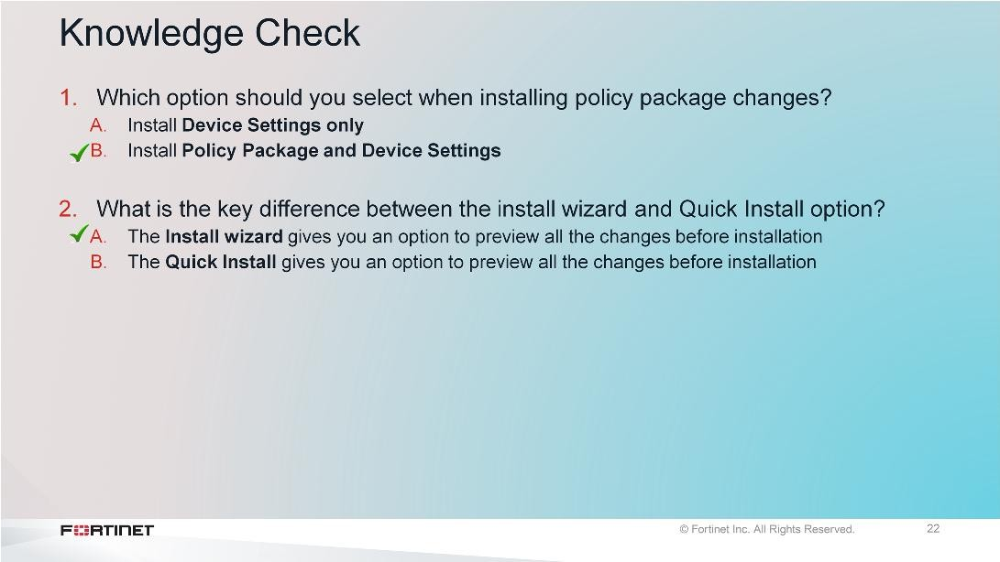 Knowledge Check
1. Which option should you select when installing policy package changes?
A. Install Device Settings only
B. Install Policy Package and Device Settings
2. What is the key difference between the install wizard and Quick Install option?
A. The Install wizard gives you an option to preview all the changes before installation
B. The Quick Install gives you an option to preview all the changes before installation
FORTINET
© Fortinet Inc. All Rights Reserved.
22